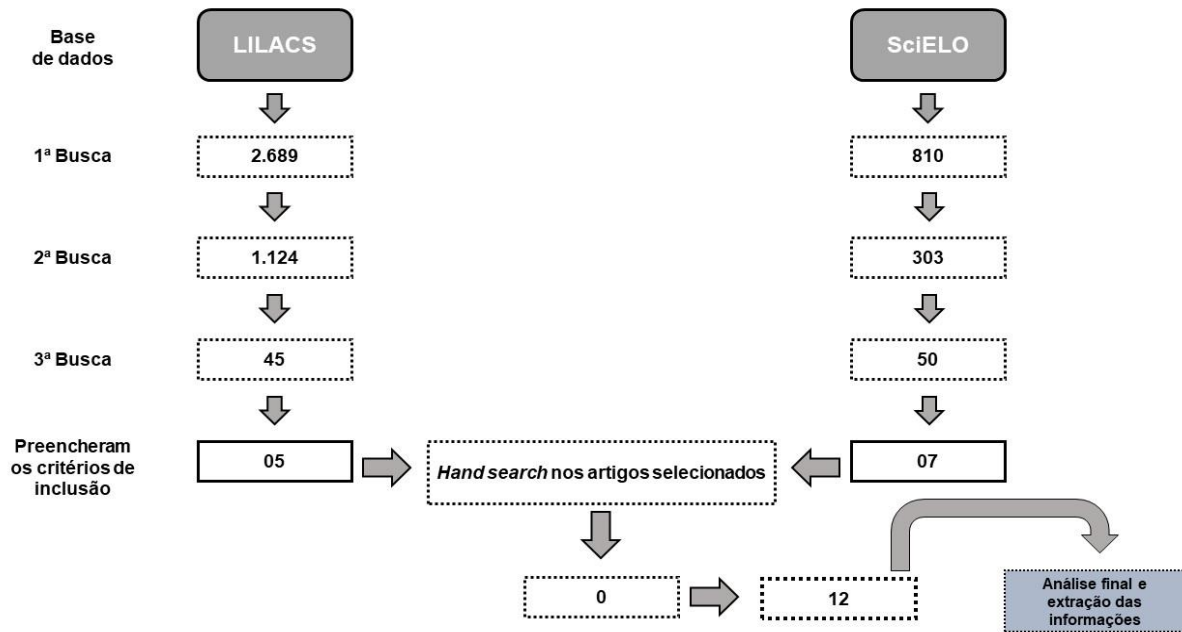 Base
de dados
LILACS
SciELO
1ª Busca
2.689
810
2ª Busca
1.124
303
3ª Busca
45
50
Preencheram
os critérios de
inclusão
05
Hand search nos artigos selecionados
07
0
12
Análise final e
extração das
informações